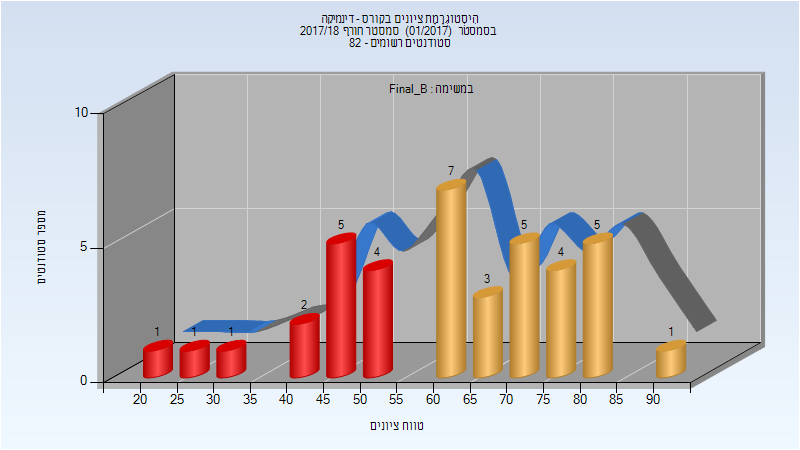 היסטוגרמת ציונים בקורס - דינמיקה
בסמסטר (01/2017) סמסטר חורף 2017/18
סטודנטים רשומים - 82
במשימה : Final_B
10
5
0
מספר סטודנטים
1
1
1
2
5
4
7
3
5
4
5
1
20 25 30 35 40 45 50 55 60 65 70 75 80 85 90
טווח ציונים